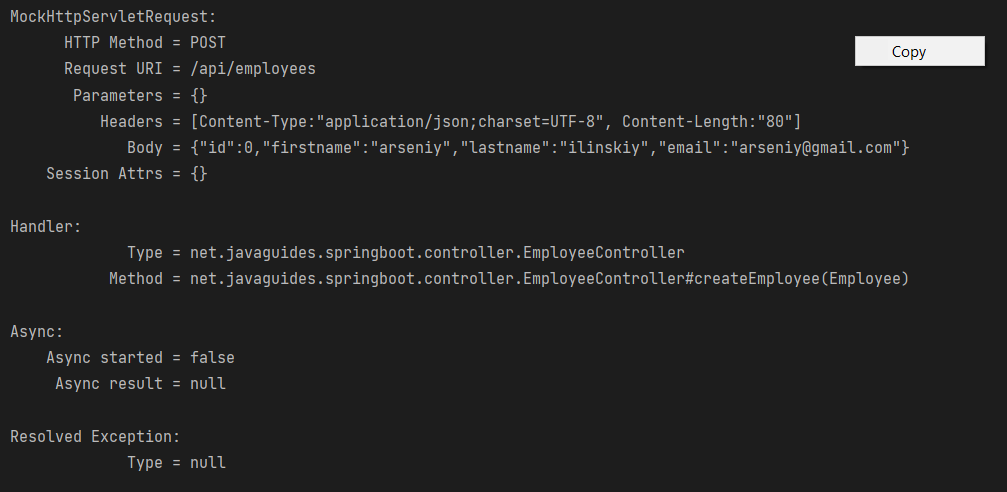 MockHttpServletRequest:
HTTP Method = POST
Copy
Request URI = /api/employees
Parameters = {}
Headers = [Content-Type:"application/json;charset=UTF-8", Content-Length:"80"]
Body = {"id":0,"firstname":"arseniy","lastname":"ilinskiy","email":"arseniy@gmail.com"}
Session Attrs = {}
Handler:
Type = net.javaguides.springboot.controller.EmployeeController
Method = net.javaguides.springboot.controller.EmployeeController#createEmployee(Employee)
Async:
Async started = false
Async result = null
Resolved Exception:
Type = null